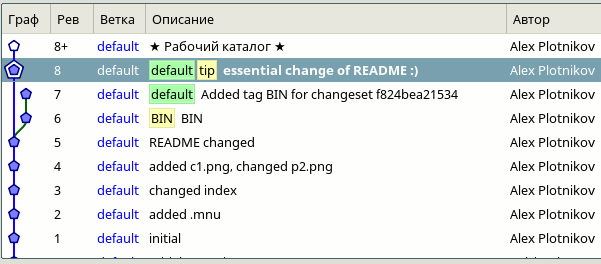 Граф Рев Ветка Описание Автор
8+ default ★ Рабочий каталог ★ Alex Plotnikov
8 default default tip essential change of README :) Alex Plotnikov
7 default default Added tag BIN for changeset f824bea21534 Alex Plotnikov
6 default BIN BIN Alex Plotnikov
5 default README changed Alex Plotnikov
4 default added c1.png, changed p2.png Alex Plotnikov
3 default changed index Alex Plotnikov
2 default added .mnu Alex Plotnikov
1 default initial Alex Plotnikov